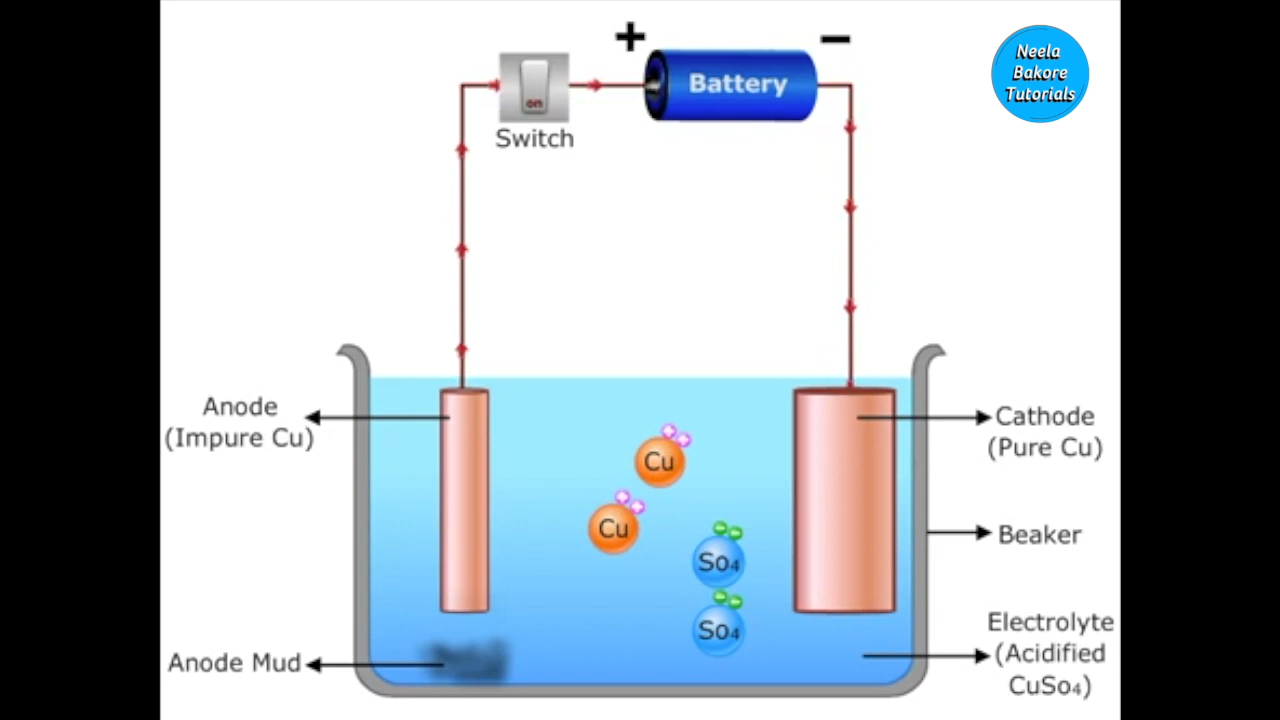 + −
Battery
on
Switch
Neela
Bakore
Tutorials
Anode
(Impure Cu)
Cathode
(Pure Cu)
Cu
Cu
So₄
So₄
Beaker
Anode Mud
Electrolyte
(Acidified
CuSo₄)